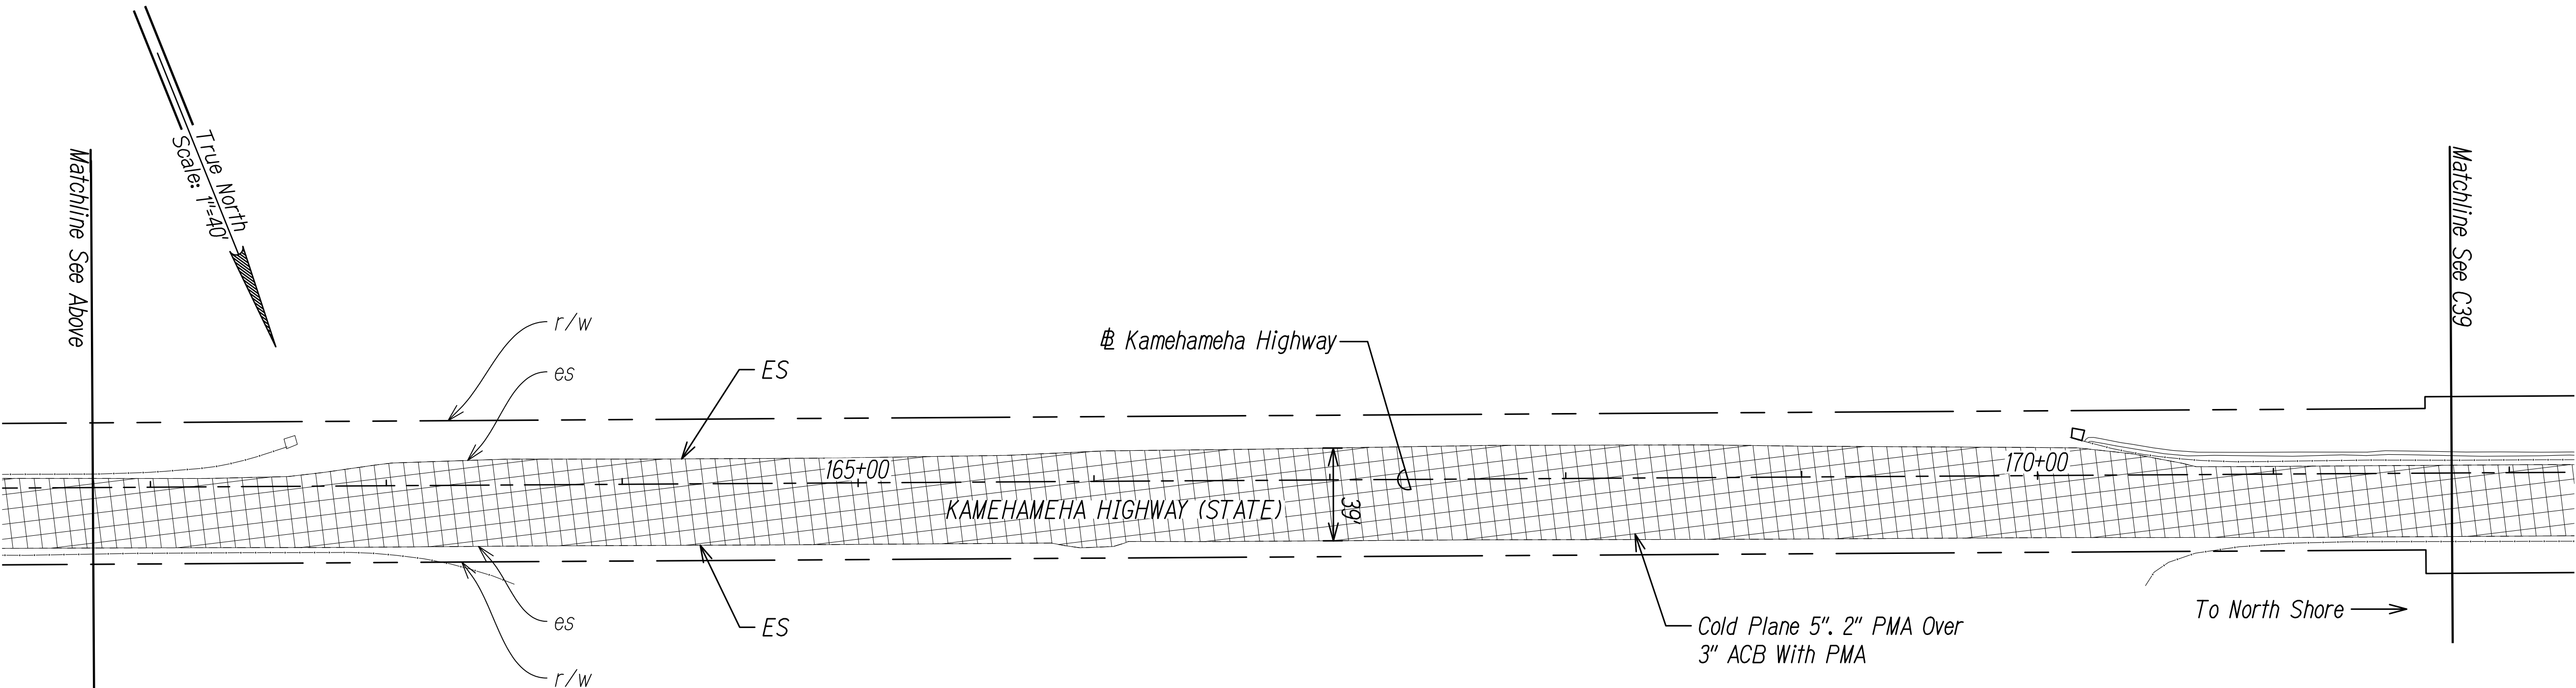 True North
Scale: 1"=40'
Matchline See Above
Matchline See C39
r/w
es
ES
℄ Kamehameha Highway
165+00
170+00
KAMEHAMEHA HIGHWAY (STATE)
39'
es
ES
r/w
Cold Plane 5". 2" PMA Over
3" ACB With PMA
To North Shore